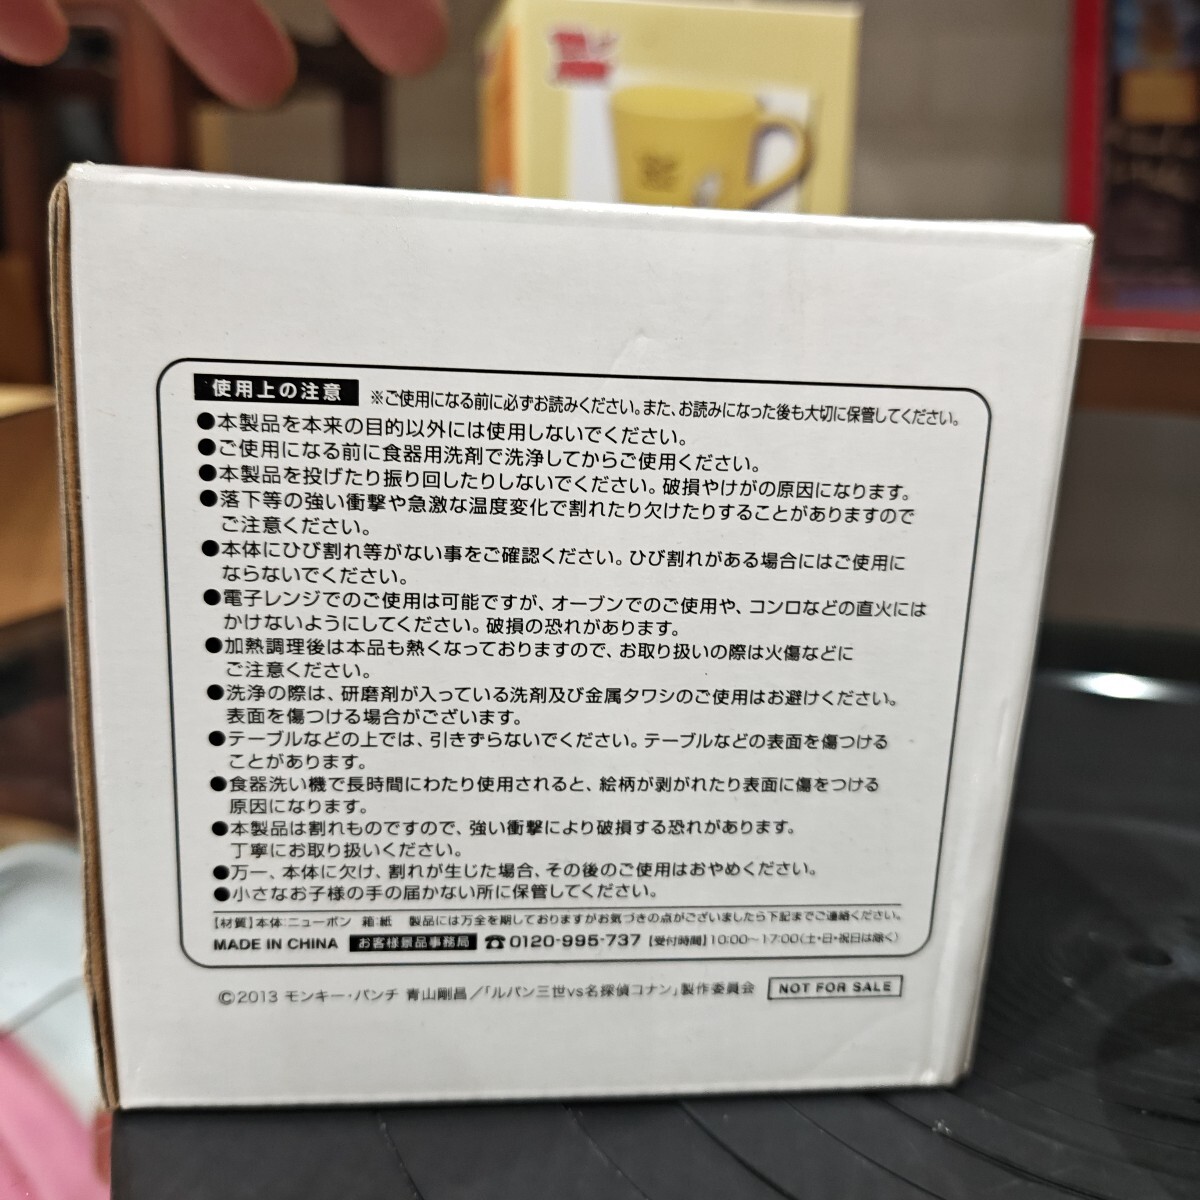 使用上の注意 ※ご使用になる前に必ずお読みください。また、お読みになった後も大切に保管してください。
●本製品を本来の目的以外には使用しないでください。
●ご使用になる前に食器用洗剤で洗浄してからご使用ください。
●本製品を投げたり振り回したりしないでください。破損やけがの原因になります。
●落下等の強い衝撃や急激な温度変化で割れたり欠けたりすることがありますので
ご注意ください。
●本体にひび割れ等がない事をご確認ください。ひび割れがある場合にはご使用に
ならないでください。
●電子レンジでのご使用は可能ですが、オーブンでのご使用や、コンロなどの直火には
かけないようにしてください。破損の恐れがあります。
●加熱調理後は本品も熱くなっておりますので、お取り扱いの際は火傷などに
ご注意ください。
●洗浄の際は、研磨剤が入っている洗剤及び金属タワシのご使用はお避けください。
表面を傷つける場合がございます。
●テーブルなどの上では、引きずらないでください。テーブルなどの表面を傷つける
ことがあります。
●食器洗い機で長時間にわたり使用されると、絵柄が剥がれたり表面に傷をつける
原因になります。
●本製品は割れものですので、強い衝撃により破損する恐れがあります。
丁寧にお取り扱いください。
●万一、本体に欠け、割れが生じた場合、その後のご使用はおやめください。
●小さなお子様の手の届かない所に保管してください。
【材質】本体:ニューボン 箱:紙 製品には万全を期しておりますがお気づきの点がございましたら下記までご連絡ください。
MADE IN CHINA お客様景品事務局 ☎0120-995-737【受付時間】10:00〜17:00(土・日・祝日は除く)
©2013 モンキー・パンチ 青山剛昌／「ルパン三世vs名探偵コナン」製作委員会 NOT FOR SALE